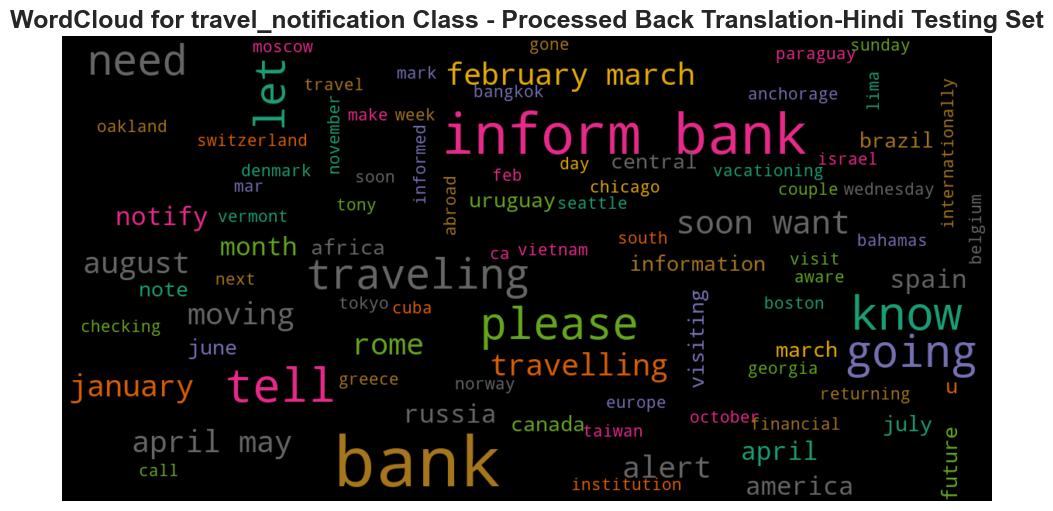 WordCloud for travel_notification Class - Processed Back Translation-Hindi Testing Set
moscow
gone
sunday
need
let
mark
february march
paraguay
travel
bangkok
anchorage
lima
internationally
oakland
november
make
week
inform bank
switzerland
informed
brazil
day
central
israel
denmark
soon
feb
vacationing
mar
abroad
chicago
couple
wednesday
notify
vermont
tony
uruguay
seattle
soon want
belgium
month
africa
ca
vietnam
south
bahamas
august
traveling
information
visit
next
aware
spain
note
moving
tokyo
cuba
visiting
boston
know
checking
please
june
rome
march
going
travelling
georgia
january
tell
greece
norway
u
europe
returning
russia
canada
taiwan
october
financial
july
april may
bank
april
future
call
alert
institution
america